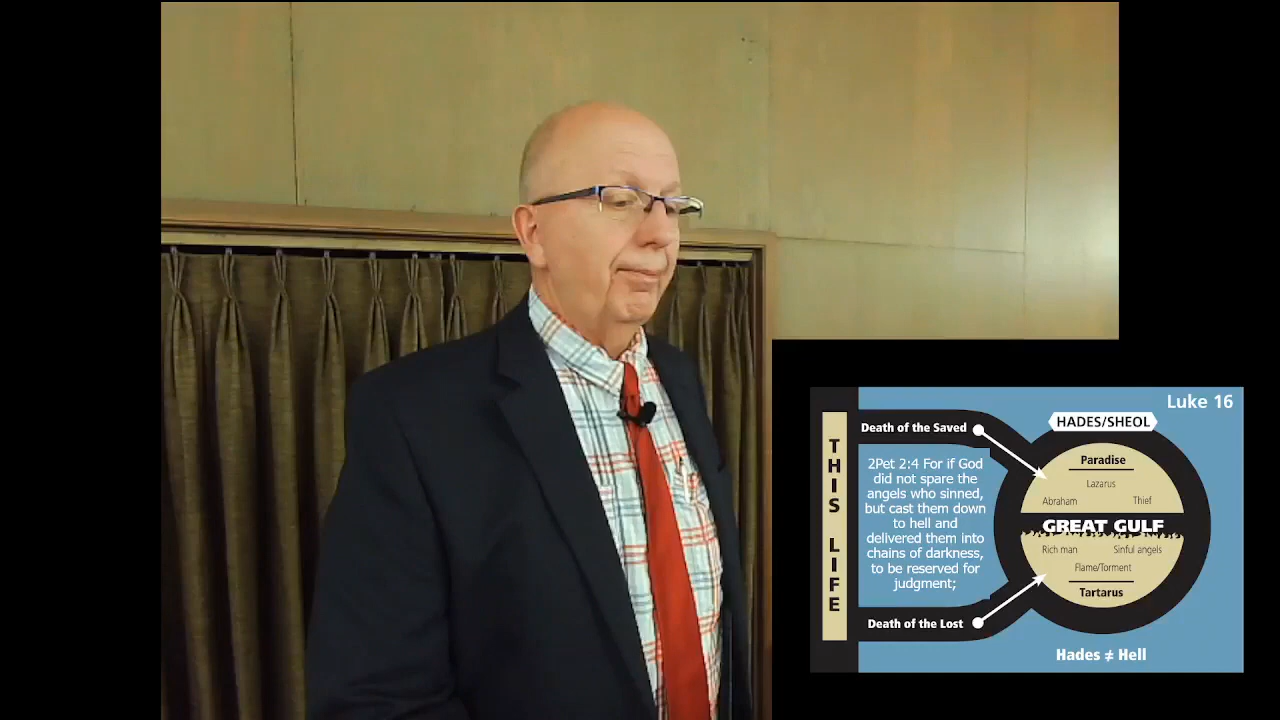 Luke 16
HADES/SHEOL
THIS LIFE
Death of the Saved
Paradise
Lazarus
Abraham
Thief
GREAT GULF
2Pet 2:4 For if God
did not spare the
angels who sinned,
but cast them down
to hell and
delivered them into
chains of darkness,
to be reserved for
judgment;
Rich man
Sinful angels
Flame/Torment
Tartarus
Death of the Lost
Hades ≠ Hell